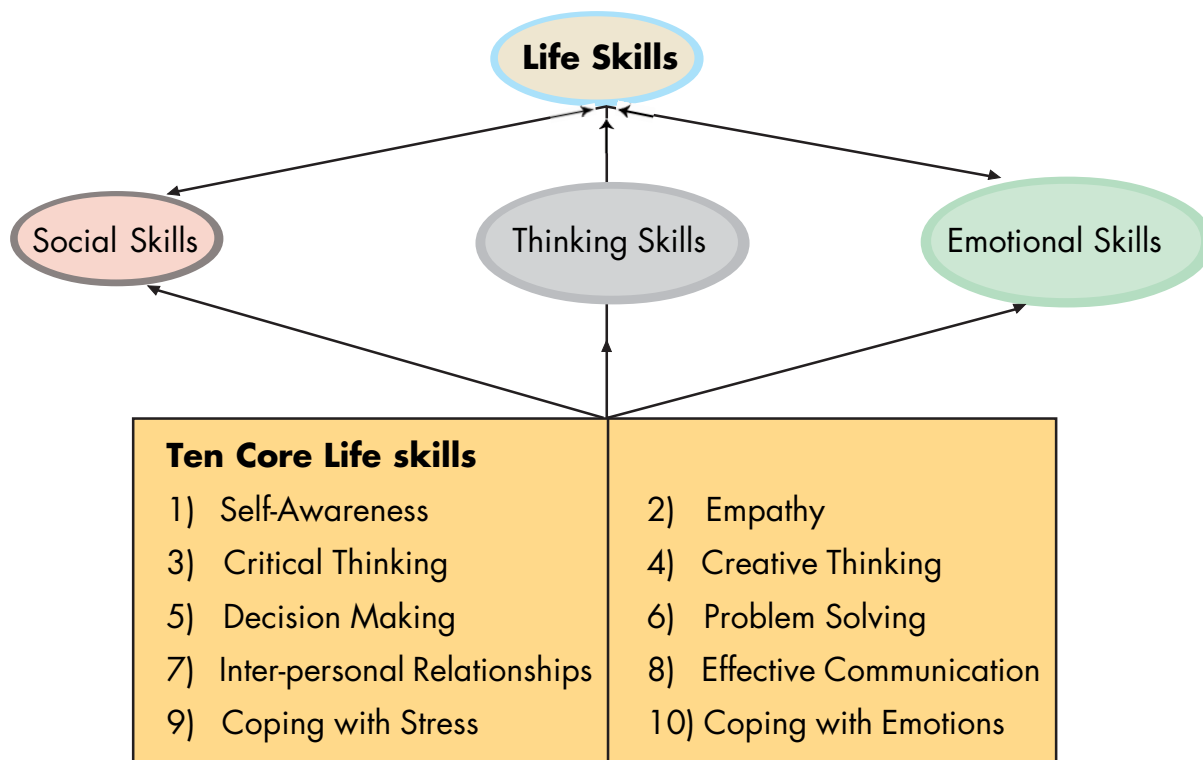 Life Skills
Social Skills
Thinking Skills
Emotional Skills
Ten Core Life skills
1) Self-Awareness
2) Empathy
3) Critical Thinking
4) Creative Thinking
5) Decision Making
6) Problem Solving
7) Inter-personal Relationships
8) Effective Communication
9) Coping with Stress
10) Coping with Emotions